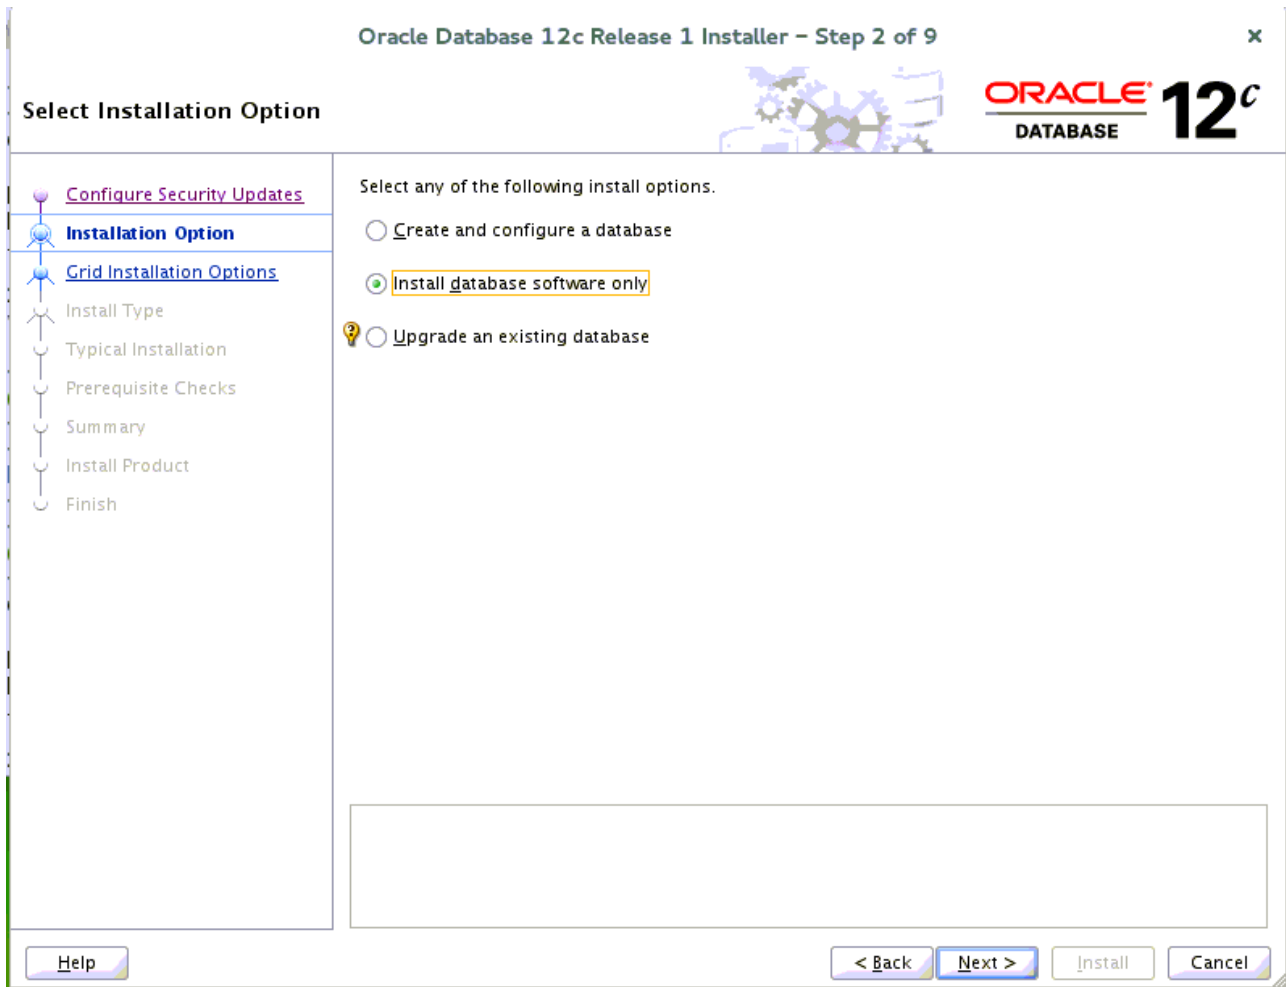 Oracle Database 12c Release 1 Installer – Step 2 of 9
Select Installation Option
ORACLE
DATABASE
12c
Configure Security Updates
Installation Option
Grid Installation Options
Install Type
Typical Installation
Prerequisite Checks
Summary
Install Product
Finish
Select any of the following install options.
Create and configure a database
Install database software only
Upgrade an existing database
Help
< Back
Next >
Install
Cancel